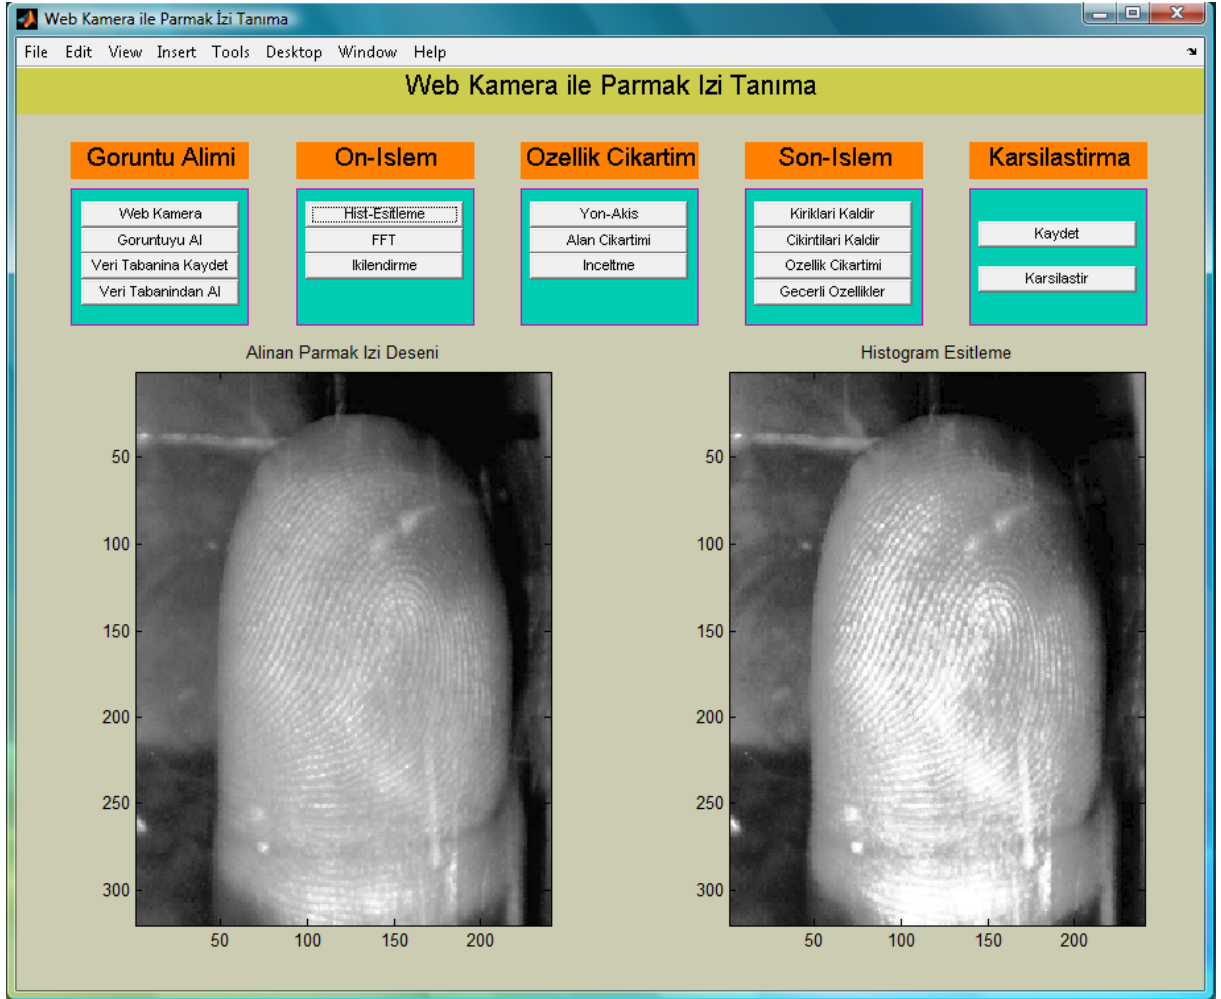 Web Kamera ile Parmak İzi Tanıma
File Edit View Insert Tools Desktop Window Help
Web Kamera ile Parmak Izi Tanıma
Goruntu Alimi
On-Islem
Ozellik Cikartim
Son-Islem
Karsilastirma
Web Kamera
Goruntuyu Al
Veri Tabanina Kaydet
Veri Tabanindan Al
Hist-Esitleme
FFT
Ikilendirme
Yon-Akis
Alan Cikartimi
Inceltme
Kiriklari Kaldir
Cikintilari Kaldir
Ozellik Cikartimi
Gecerli Ozellikler
Kaydet
Karsilastir
Alinan Parmak Izi Deseni
50
100
150
200
250
300
50 100 150 200
Histogram Esitleme
50
100
150
200
250
300
50 100 150 200